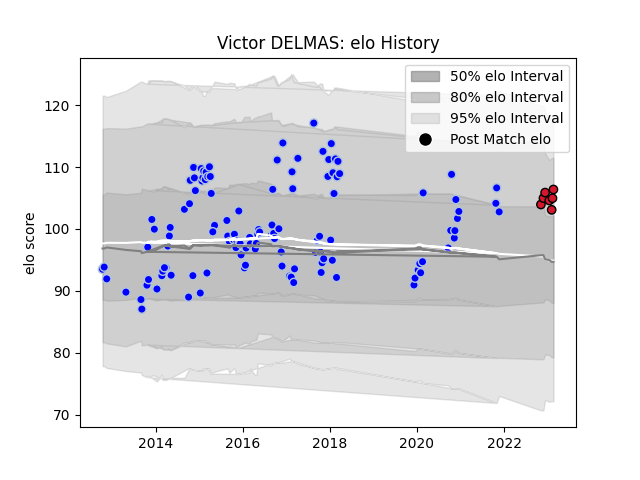 Victor DELMAS: elo History
50% elo Interval
80% elo Interval
95% elo Interval
Post Match elo
elo score
120
110
100
90
80
70
2014
2016
2018
2020
2022